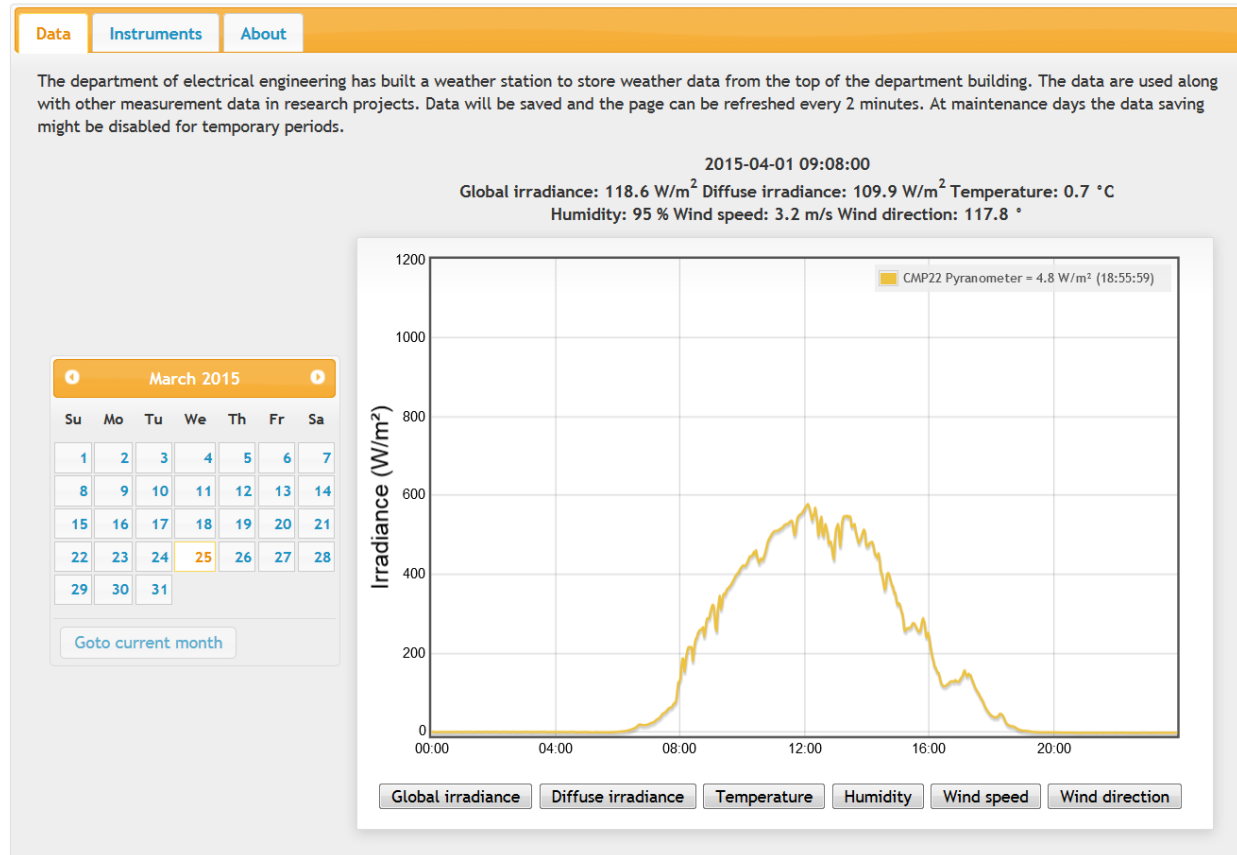 Data Instruments About
The department of electrical engineering has built a weather station to store weather data from the top of the department building. The data are used along
with other measurement data in research projects. Data will be saved and the page can be refreshed every 2 minutes. At maintenance days the data saving
might be disabled for temporary periods.
2015-04-01 09:08:00
Global irradiance: 118.6 W/m2 Diffuse irradiance: 109.9 W/m2 Temperature: 0.7 °C
Humidity: 95 % Wind speed: 3.2 m/s Wind direction: 117.8 °
March 2015
Su Mo Tu We Th Fr Sa
1 2 3 4 5 6 7
8 9 10 11 12 13 14
15 16 17 18 19 20 21
22 23 24 25 26 27 28
29 30 31
Goto current month
CMP22 Pyranometer = 4.8 W/m² (18:55:59)
Irradiance (W/m²)
1200
1000
800
600
400
200
0
00:00 04:00 08:00 12:00 16:00 20:00
Global irradiance Diffuse irradiance Temperature Humidity Wind speed Wind direction